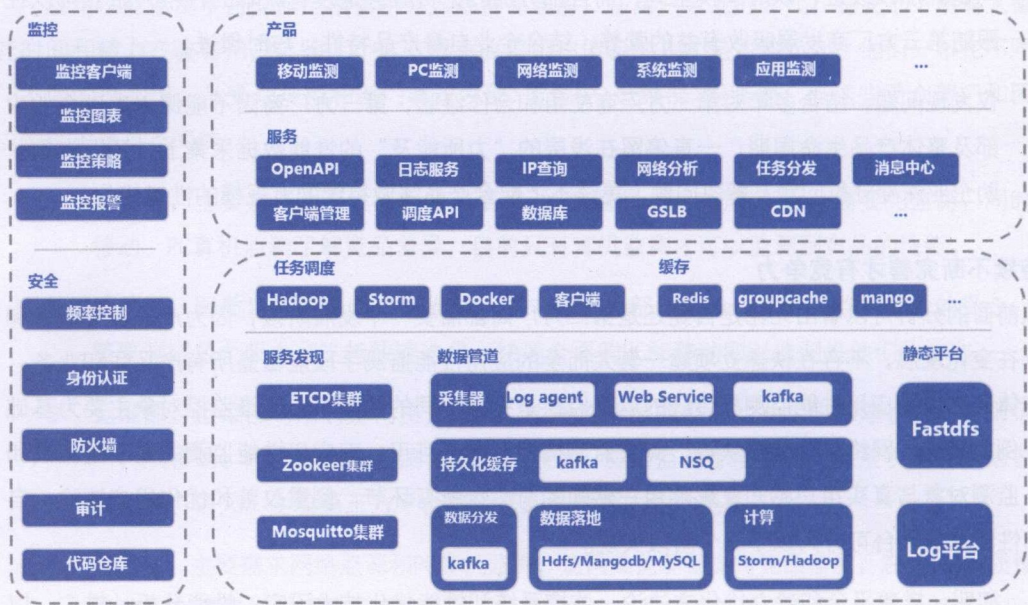 监控
监控客户端
监控图表
监控策略
监控报警
安全
频率控制
身份认证
防火墙
审计
代码仓库
产品
移动监测 PC监测 网络监测 系统监测 应用监测 ...
服务
OpenAPI 日志服务 IP查询 网络分析 任务分发 消息中心
客户端管理 调度API 数据库 GSLB CDN ...
任务调度
Hadoop Storm Docker 客户端
缓存
Redis groupcache mango ...
服务发现
ETCD集群
Zookeer集群
Mosquitto集群
数据管道
采集器 Log agent Web Service kafka
持久化缓存 kafka NSQ
数据分发
kafka
数据落地
Hdfs/Mangodb/MySQL
计算
Storm/Hadoop
静态平台
Fastdfs
Log平台